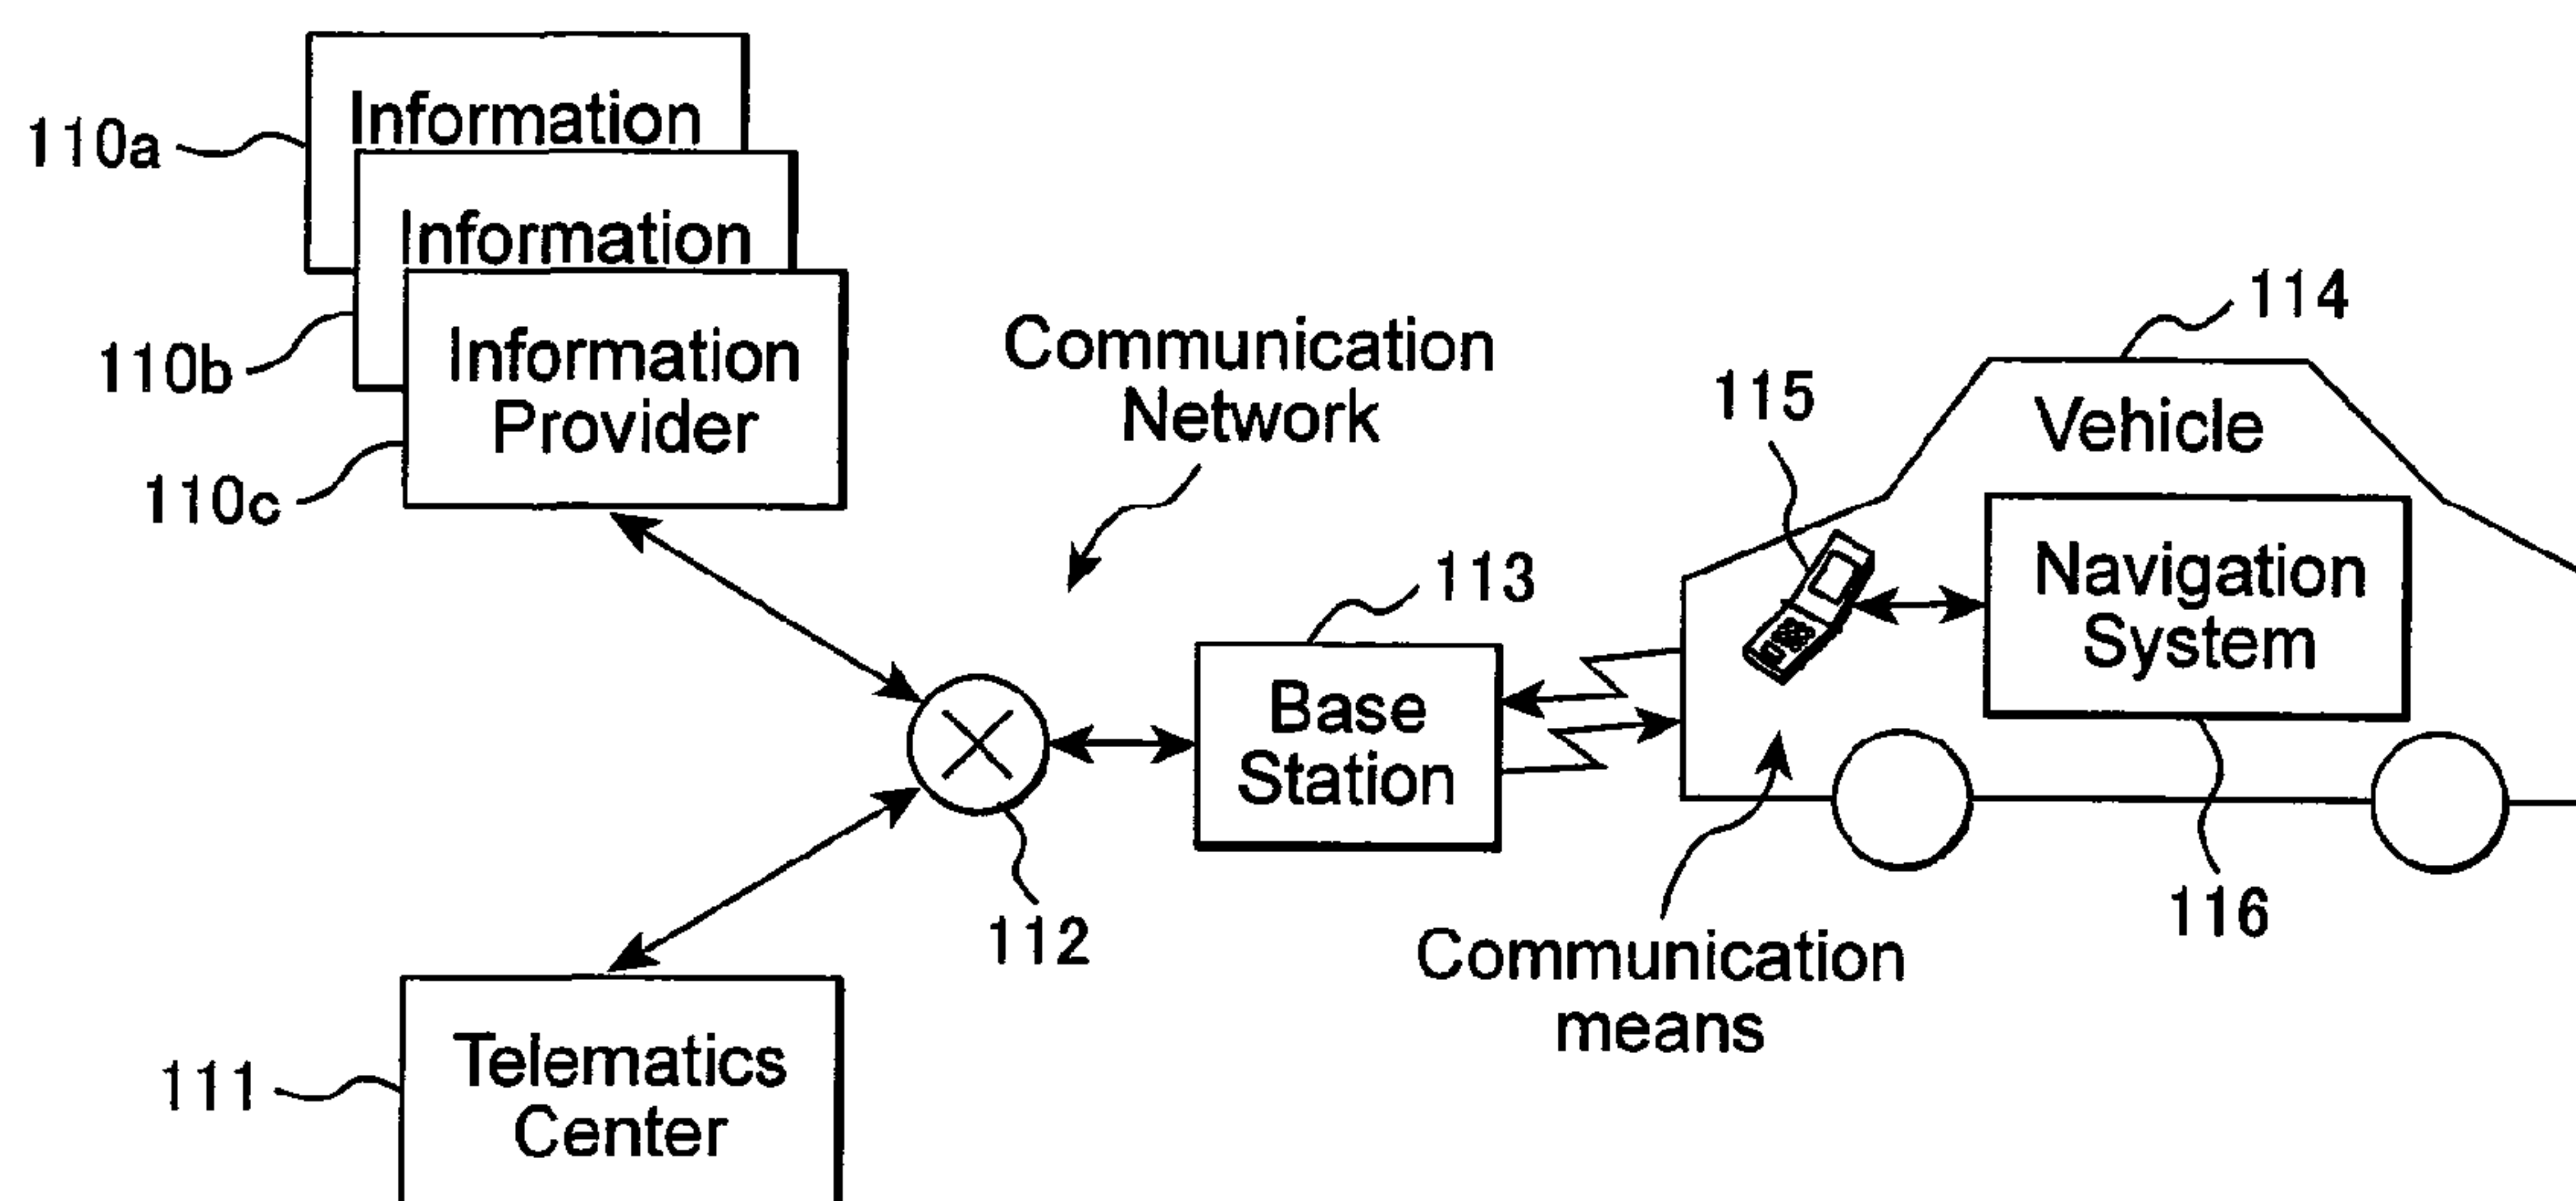 110a
Information
110b
Information
110c
Information
Provider
Communication
Network
114
Vehicle
115
Navigation
System
113
Base
Station
112
116
Communication
means
111
Telematics
Center